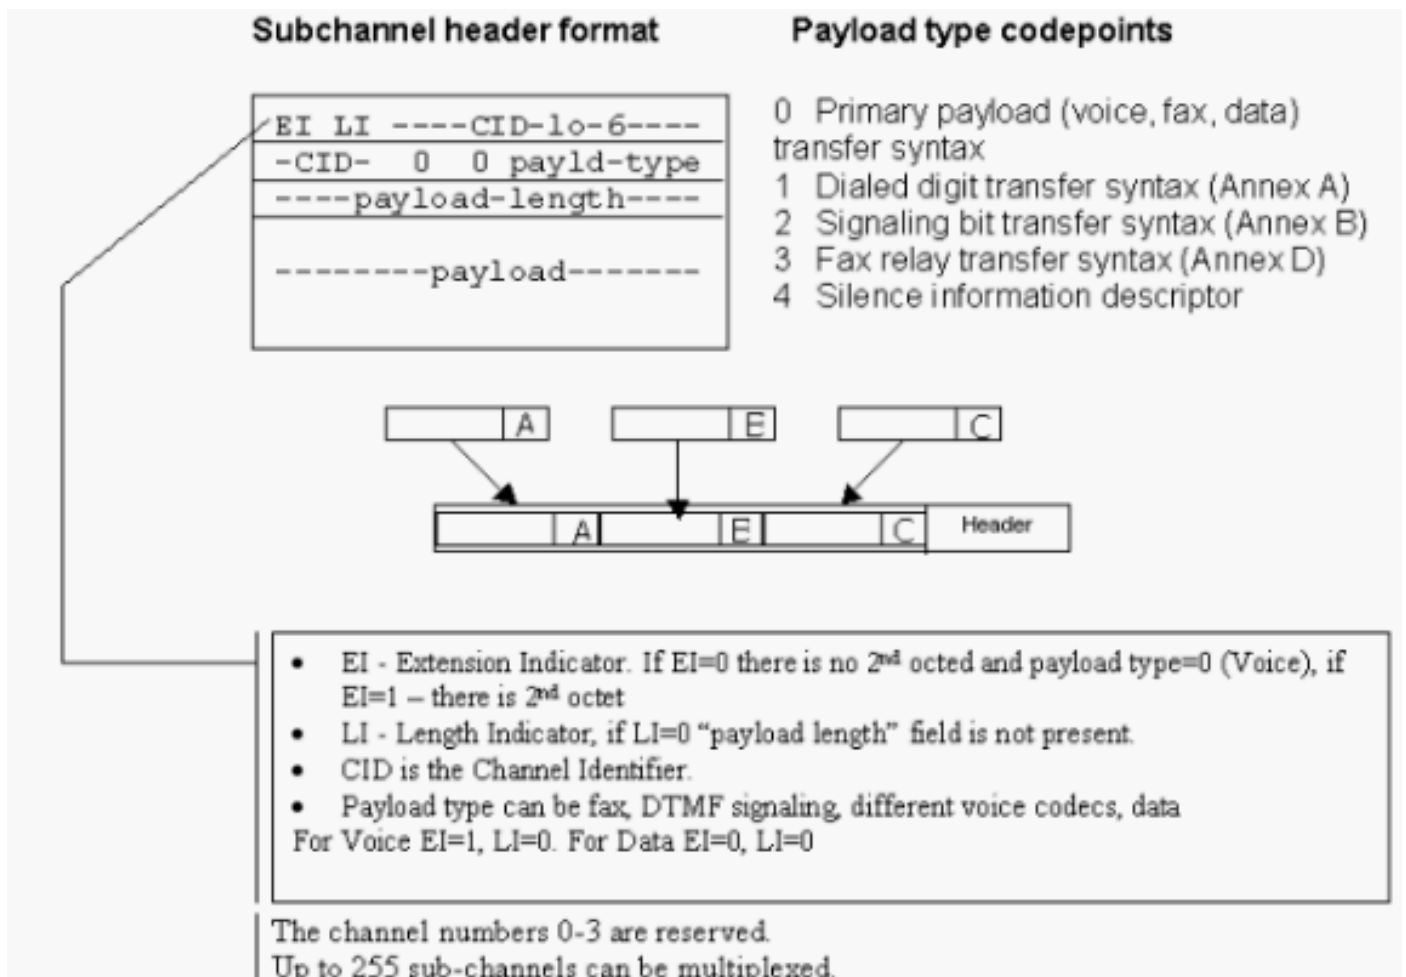 Subchannel header format
Payload type codepoints
EI LI ----CID-lo-6----
-CID- 0 0 payld-type
----payload-length----
--------payload-------
0 Primary payload (voice, fax, data)
transfer syntax
1 Dialed digit transfer syntax (Annex A)
2 Signaling bit transfer syntax (Annex B)
3 Fax relay transfer syntax (Annex D)
4 Silence information descriptor
A
E
C
A
E
C
Header
• EI - Extension Indicator. If EI=0 there is no 2nd octed and payload type=0 (Voice), if
EI=1 – there is 2nd octet
• LI - Length Indicator, if LI=0 “payload length” field is not present.
• CID is the Channel Identifier.
• Payload type can be fax, DTMF signaling, different voice codecs, data
For Voice EI=1, LI=0. For Data EI=0, LI=0
The channel numbers 0-3 are reserved.
Up to 255 sub-channels can be multiplexed.